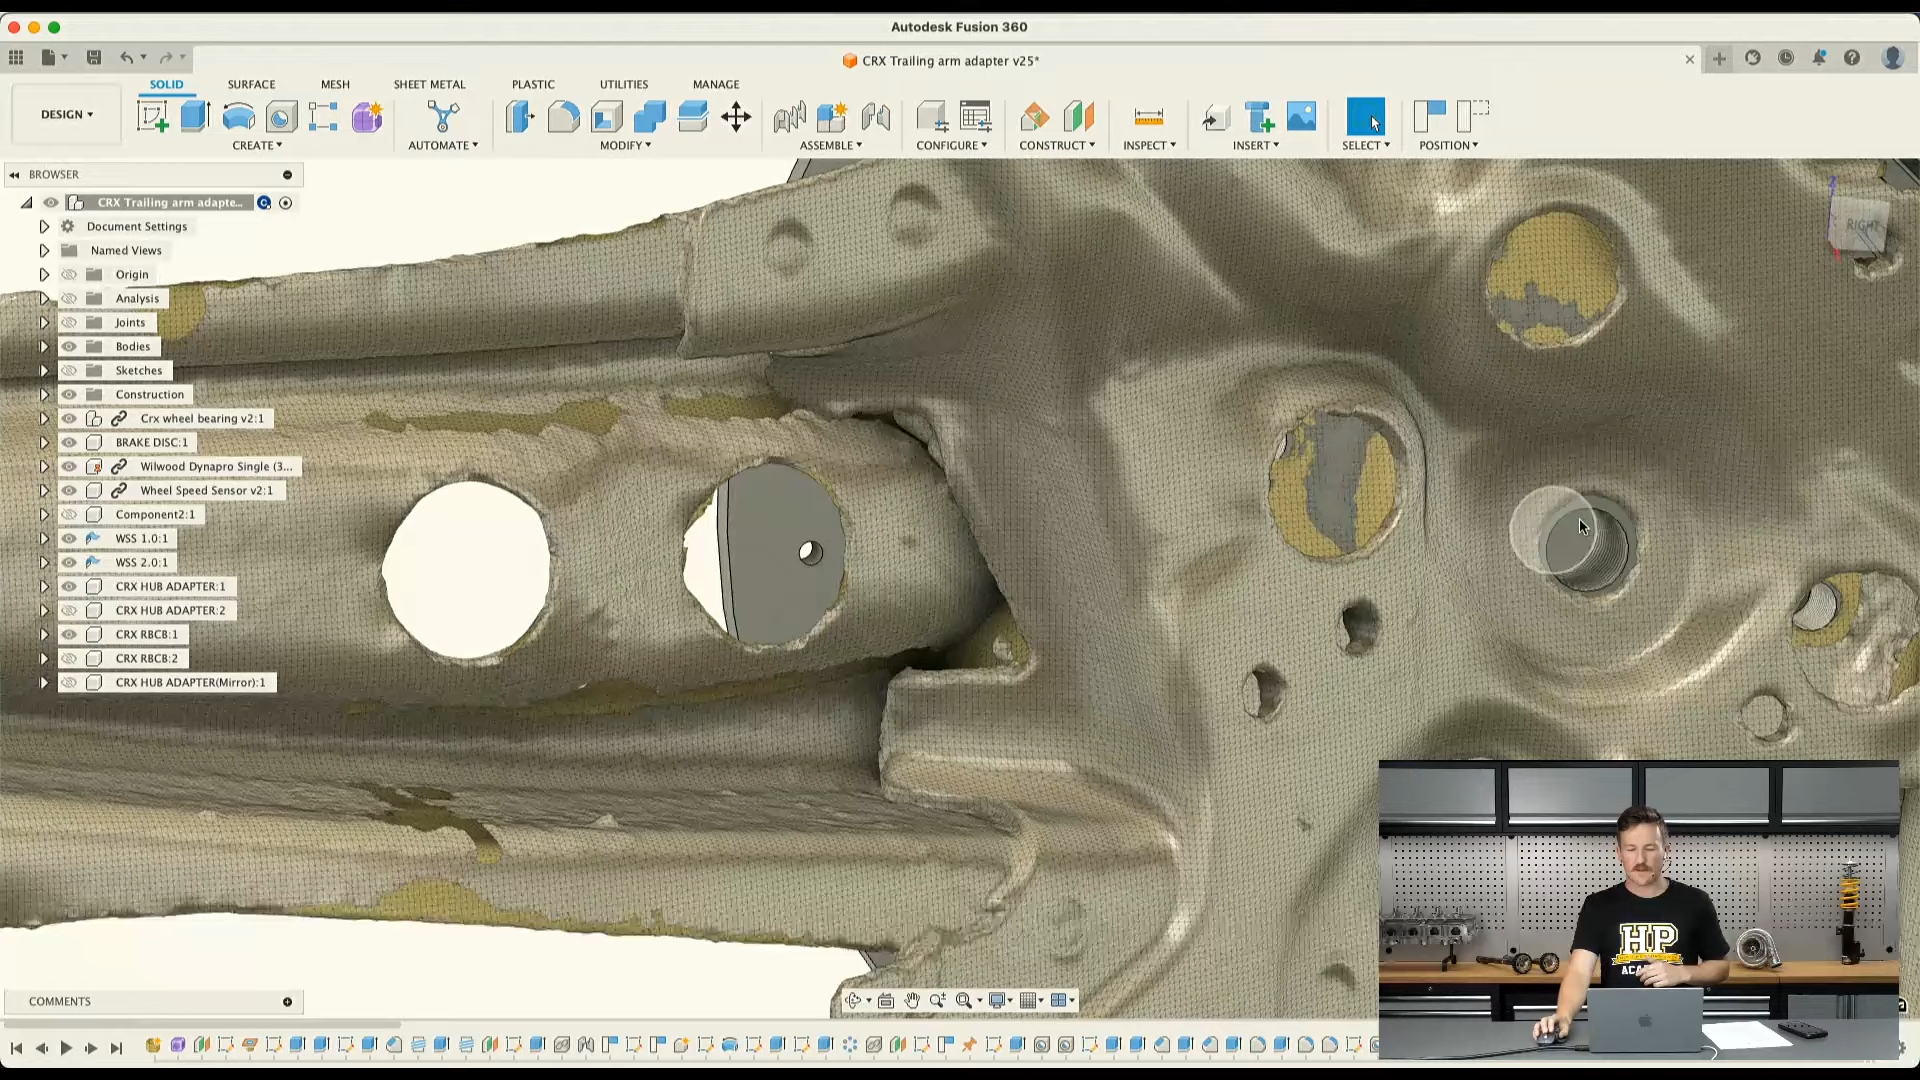 Autodesk Fusion 360
CRX Trailing arm adapter v25*
DESIGN
SOLID
SURFACE
MESH
SHEET METAL
PLASTIC
UTILITIES
MANAGE
CREATE
AUTOMATE
MODIFY
ASSEMBLE
CONFIGURE
CONSTRUCT
INSPECT
INSERT
SELECT
POSITION
BROWSER
CRX Trailing arm adapte...
Document Settings
Named Views
Origin
Analysis
Joints
Bodies
Sketches
Construction
Crx wheel bearing v2:1
BRAKE DISC:1
Wilwood Dynapro Single (3...
Wheel Speed Sensor v2:1
Component2:1
WSS 1.0:1
WSS 2.0:1
CRX HUB ADAPTER:1
CRX HUB ADAPTER:2
CRX RBCB:1
CRX RBCB:2
CRX HUB ADAPTER(Mirror):1
RIGHT
Z
HP
COMMENTS